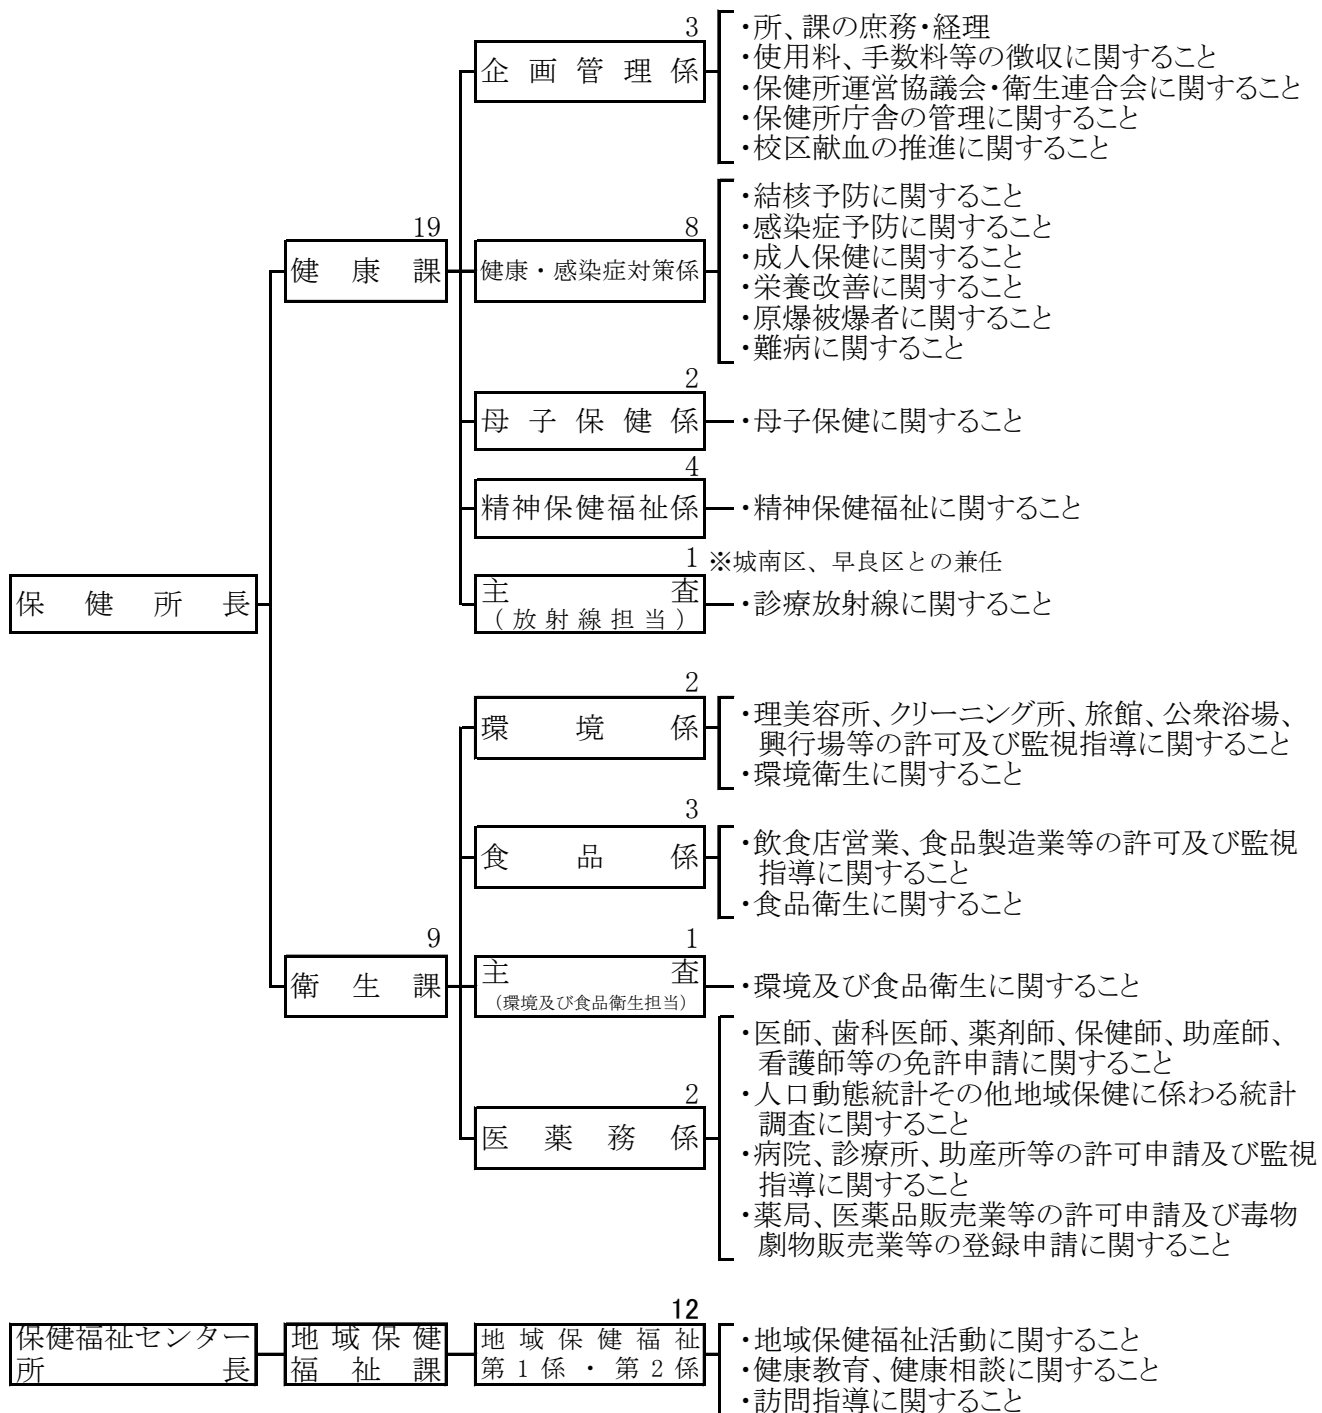 3
企画管理係
・所、課の庶務・経理
・使用料、手数料等の徴収に関すること
・保健所運営協議会・衛生連合会に関すること
・保健所庁舎の管理に関すること
・校区献血の推進に関すること
19
健康課
8
健康・感染症対策係
・結核予防に関すること
・感染症予防に関すること
・成人保健に関すること
・栄養改善に関すること
・原爆被爆者に関すること
・難病に関すること
2
母子保健係
・母子保健に関すること
4
精神保健福祉係
・精神保健福祉に関すること
保健所長
1 ※城南区、早良区との兼任
主査
(放射線担当)
・診療放射線に関すること
2
環境係
・理美容所、クリーニング所、旅館、公衆浴場、
興行場等の許可及び監視指導に関すること
・環境衛生に関すること
3
食品係
・飲食店営業、食品製造業等の許可及び監視
指導に関すること
・食品衛生に関すること
9
衛生課
1
主査
(環境及び食品衛生担当)
・環境及び食品衛生に関すること
2
医薬務係
・医師、歯科医師、薬剤師、保健師、助産師、
看護師等の免許申請に関すること
・人口動態統計その他地域保健に係わる統計
調査に関すること
・病院、診療所、助産所等の許可申請及び監視
指導に関すること
・薬局、医薬品販売業等の許可申請及び毒物
劇物販売業等の登録申請に関すること
12
保健福祉センター
所長
地域保健
福祉課
地域保健福祉
第1係・第2係
・地域保健福祉活動に関すること
・健康教育、健康相談に関すること
・訪問指導に関すること